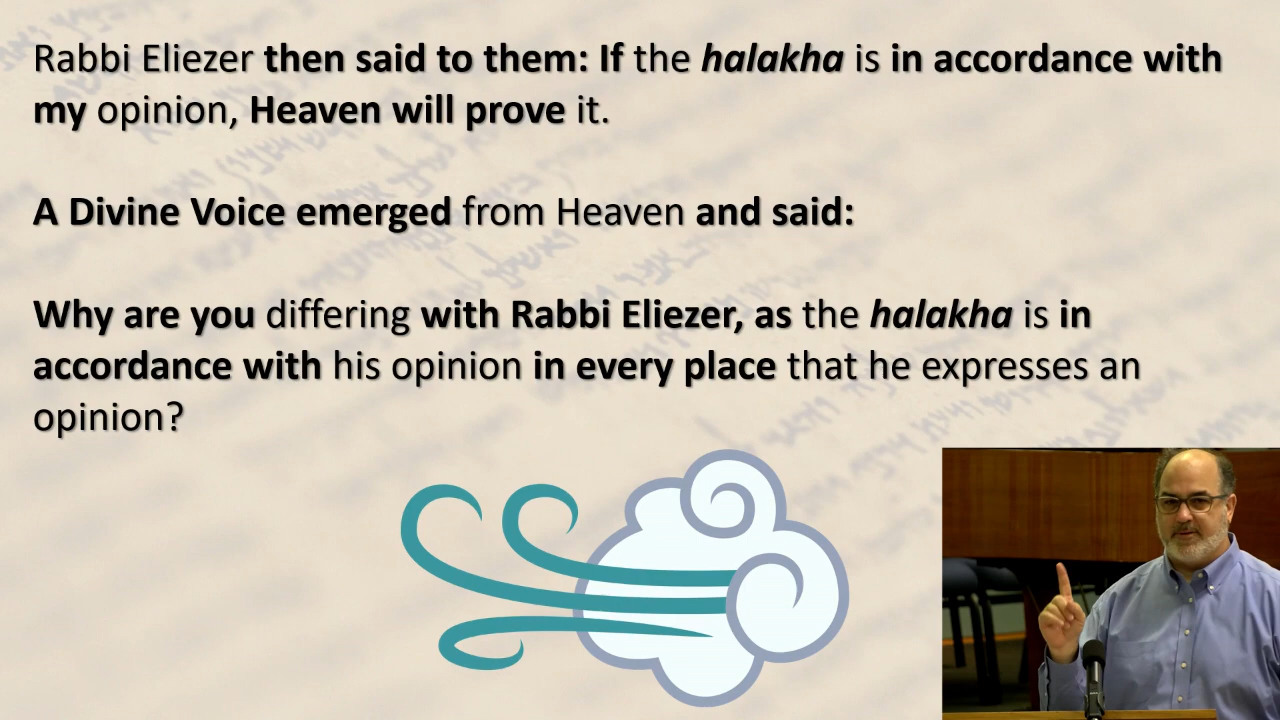 Rabbi Eliezer then said to them: If the halakha is in accordance with
my opinion, Heaven will prove it.
A Divine Voice emerged from Heaven and said:
Why are you differing with Rabbi Eliezer, as the halakha is in
accordance with his opinion in every place that he expresses an
opinion?